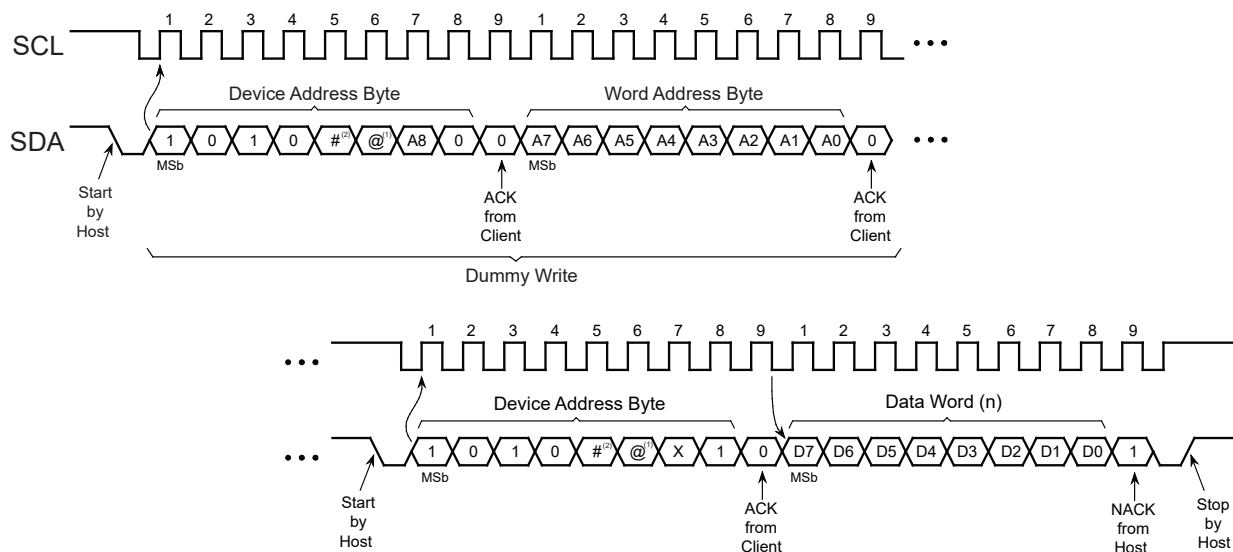 1 2 3 4 5 6 7 8 9 1 2 3 4 5 6 7 8 9
SCL
Device Address Byte Word Address Byte
SDA 1 0 1 0 #(2) @(1) A8 0 0 A7 A6 A5 A4 A3 A2 A1 A0 0
MSb MSb
Start
by
Host
ACK
from
Client
ACK
from
Client
Dummy Write
1 2 3 4 5 6 7 8 9 1 2 3 4 5 6 7 8 9
Device Address Byte Data Word (n)
1 0 1 0 #(2) @(1) X 1 0 D7 D6 D5 D4 D3 D2 D1 D0 1
MSb MSb
Start
by
Host
ACK
from
Client
NACK
from
Host
Stop
by
Host